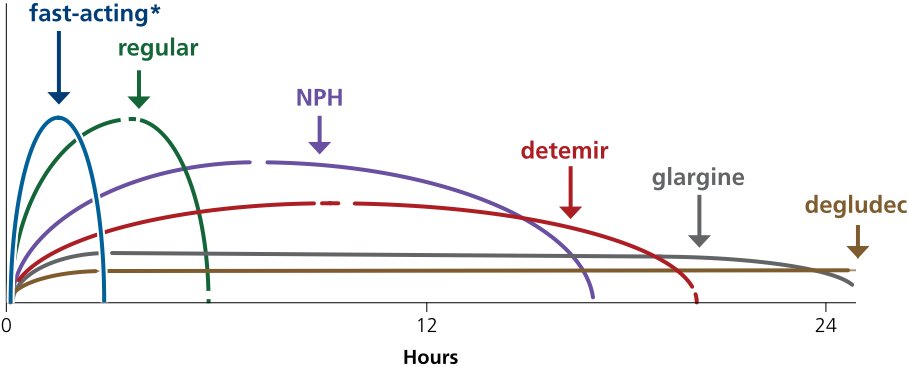 fast-acting*
regular
NPH
detemir
glargine
degludec
0
12
24
Hours